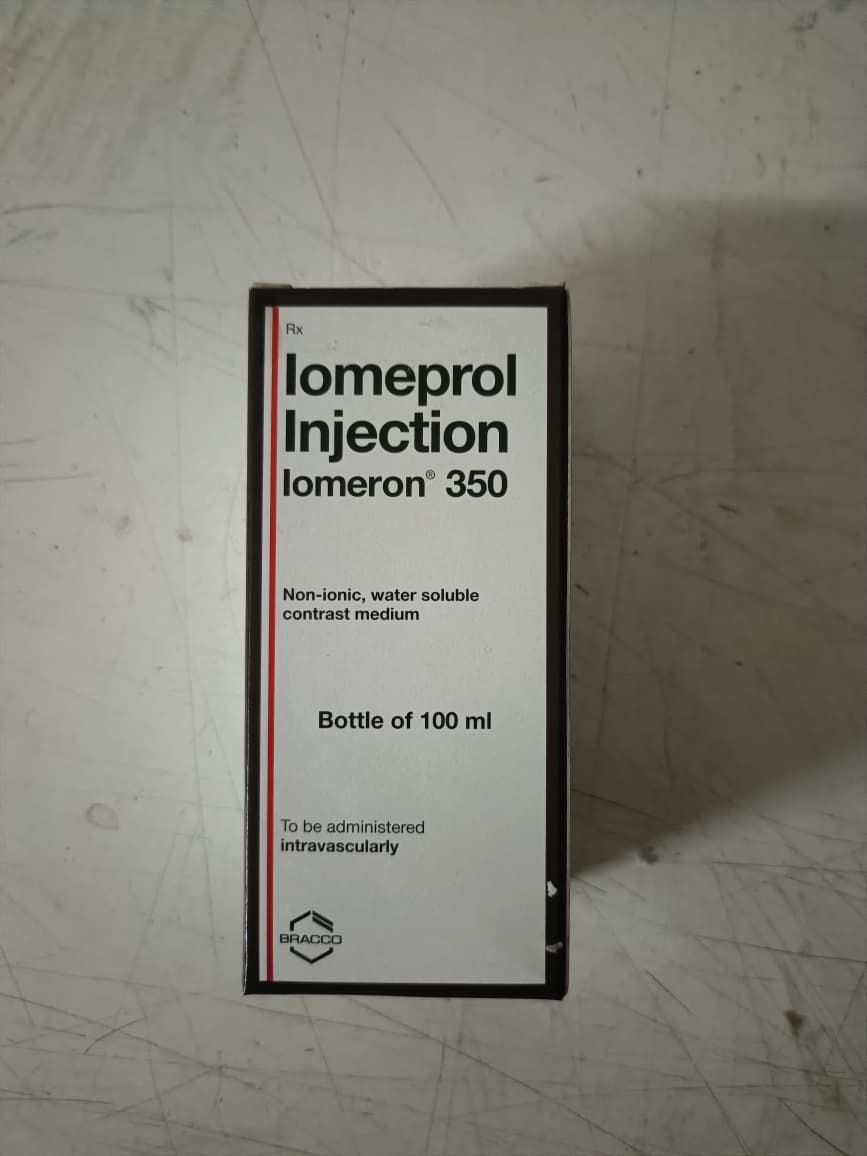 Rx
Iomeprol
Injection
Iomeron® 350
Non-ionic, water soluble
contrast medium
Bottle of 100 ml
To be administered
intravascularly
BRACCO